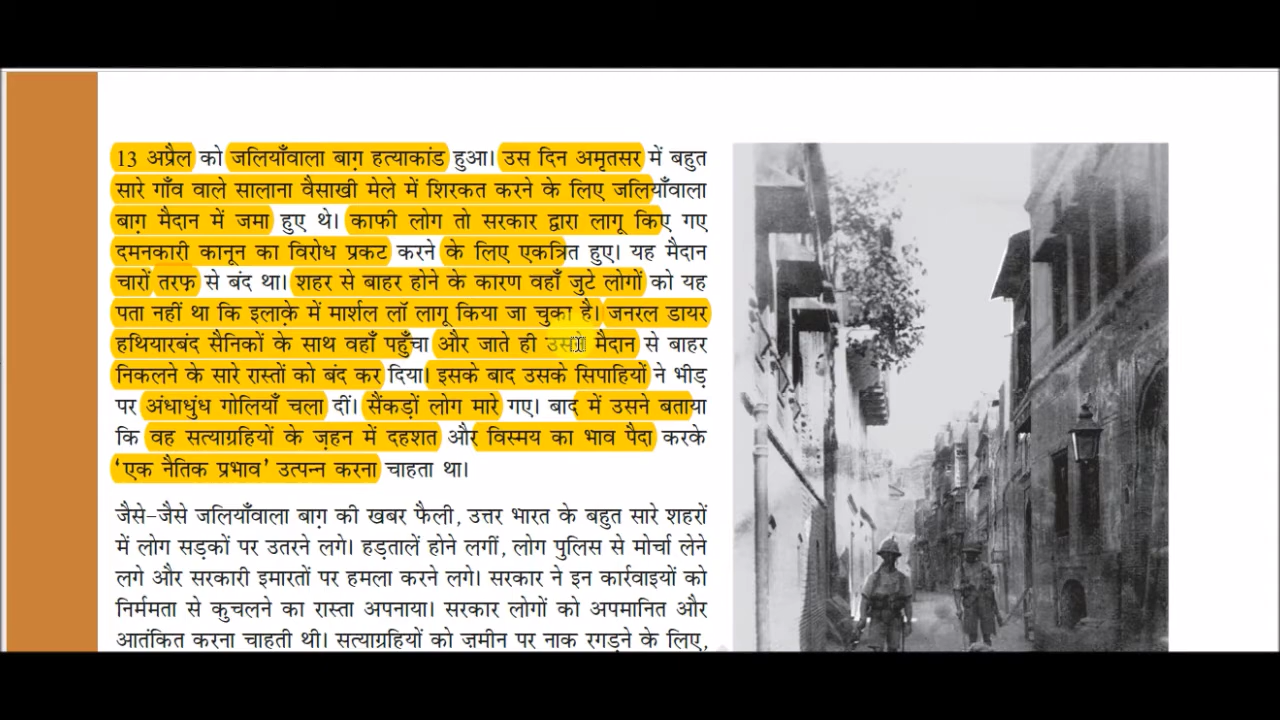 13 अप्रैल को जलियाँवाला बाग़ हत्याकांड हुआ। उस दिन अमृतसर में बहुत
सारे गाँव वाले सालाना वैसाखी मेले में शिरकत करने के लिए जलियाँवाला
बाग़ मैदान में जमा हुए थे। काफी लोग तो सरकार द्वारा लागू किए गए
दमनकारी कानून का विरोध प्रकट करने के लिए एकत्रित हुए। यह मैदान
चारों तरफ़ से बंद था। शहर से बाहर होने के कारण वहाँ जुटे लोगों को यह
पता नहीं था कि इलाक़े में मार्शल लॉ लागू किया जा चुका है। जनरल डायर
हथियारबंद सैनिकों के साथ वहाँ पहुँचा और जाते ही उसने मैदान से बाहर
निकलने के सारे रास्तों को बंद कर दिया। इसके बाद उसके सिपाहियों ने भीड़
पर अंधाधुंध गोलियाँ चला दीं। सैंकड़ों लोग मारे गए। बाद में उसने बताया
कि वह सत्याग्रहियों के ज़हन में दहशत और विस्मय का भाव पैदा करके
‘एक नैतिक प्रभाव’ उत्पन्न करना चाहता था।
जैसे-जैसे जलियाँवाला बाग़ की खबर फैली, उत्तर भारत के बहुत सारे शहरों
में लोग सड़कों पर उतरने लगे। हड़तालें होने लगीं, लोग पुलिस से मोर्चा लेने
लगे और सरकारी इमारतों पर हमला करने लगे। सरकार ने इन कार्रवाइयों को
निर्ममता से कुचलने का रास्ता अपनाया। सरकार लोगों को अपमानित और
आतंकित करना चाहती थी। सत्याग्रहियों को ज़मीन पर नाक रगड़ने के लिए,